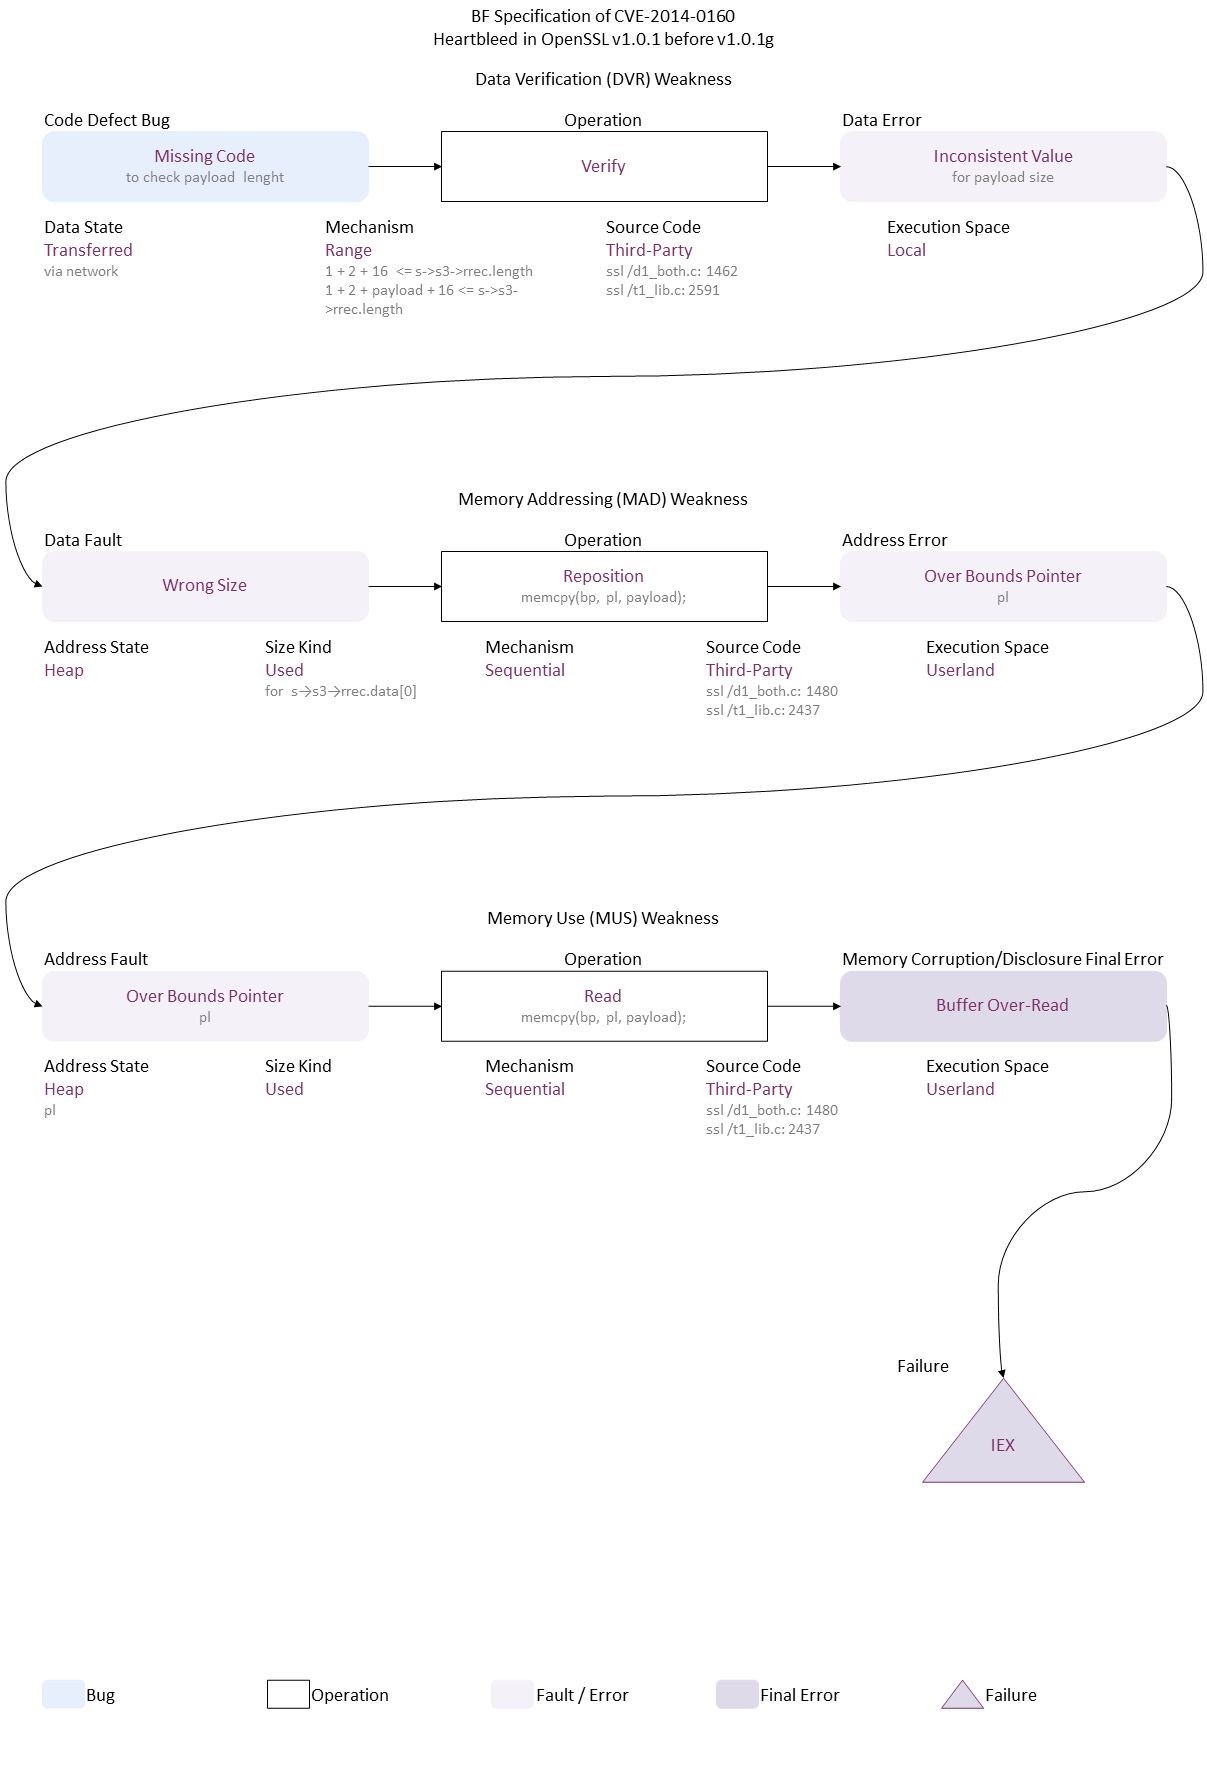 BF Specification of CVE-2014-0160
Heartbleed in OpenSSL v1.0.1 before v1.0.1g
Data Verification (DVR) Weakness
Code Defect Bug
Operation
Data Error
Missing Code
to check payload lenght
Verify
Inconsistent Value
for payload size
Data State
Transferred
via network
Mechanism
Range
1 + 2 + 16 <= s->s3->rrec.length
1 + 2 + payload + 16 <= s->s3-
>rrec.length
Source Code
Third-Party
ssl /d1_both.c: 1462
ssl /t1_lib.c: 2591
Execution Space
Local
Memory Addressing (MAD) Weakness
Data Fault
Operation
Address Error
Wrong Size
Reposition
memcpy(bp, pl, payload);
Over Bounds Pointer
pl
Address State
Heap
Size Kind
Used
for s→s3→rrec.data[0]
Mechanism
Sequential
Source Code
Third-Party
ssl /d1_both.c: 1480
ssl /t1_lib.c: 2437
Execution Space
Userland
Memory Use (MUS) Weakness
Address Fault
Operation
Memory Corruption/Disclosure Final Error
Over Bounds Pointer
pl
Read
memcpy(bp, pl, payload);
Buffer Over-Read
Address State
Heap
pl
Size Kind
Used
Mechanism
Sequential
Source Code
Third-Party
ssl /d1_both.c: 1480
ssl /t1_lib.c: 2437
Execution Space
Userland
Failure
IEX
Bug
Operation
Fault / Error
Final Error
Failure